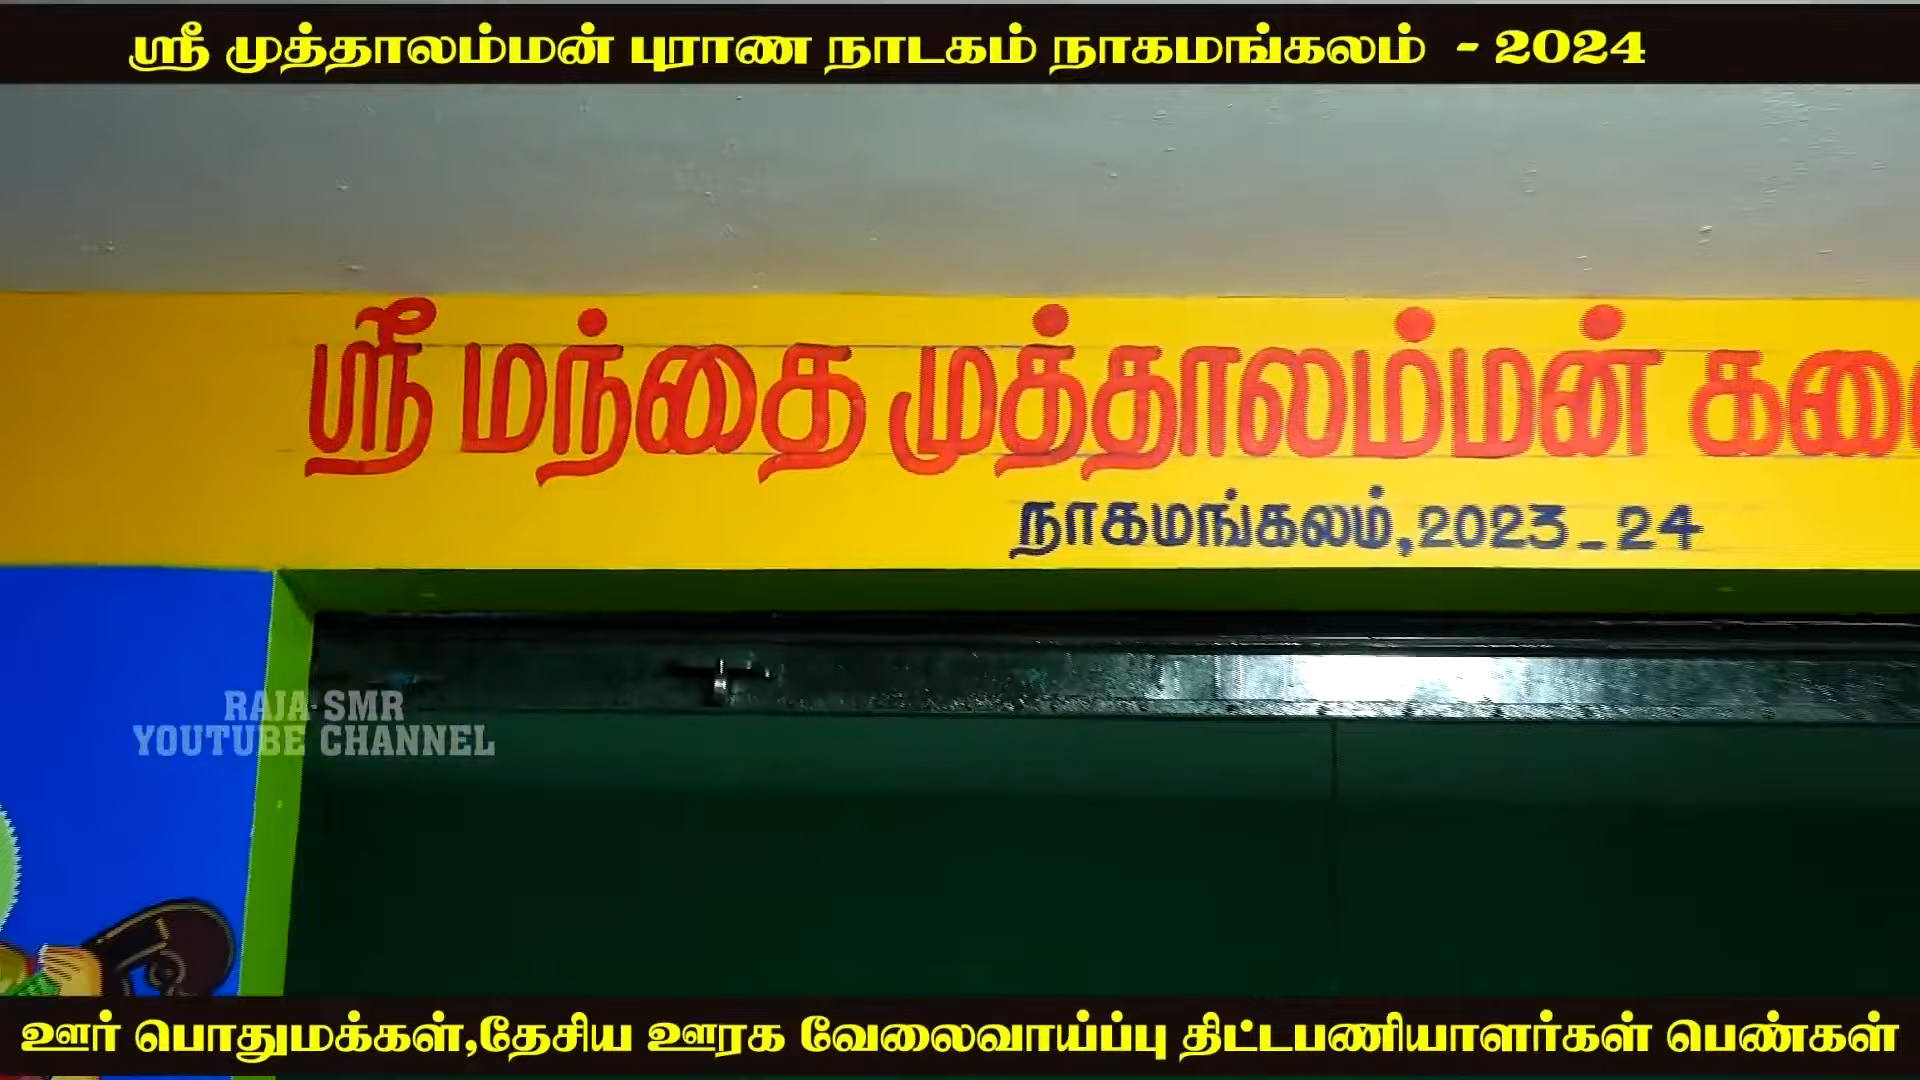 ஸ்ரீ முத்தாலம்மன் புராண நாடகம் நாகமங்கலம் - 2024
ஸ்ரீ மந்தை முத்தாலம்மன்
நாகமங்கலம்,2023_24
RAJA SMR
YOUTUBE CHANNEL
ஊர் பொதுமக்கள்,தேசிய ஊரக வேலைவாய்ப்பு திட்டபணியாளர்கள் பெண்கள்